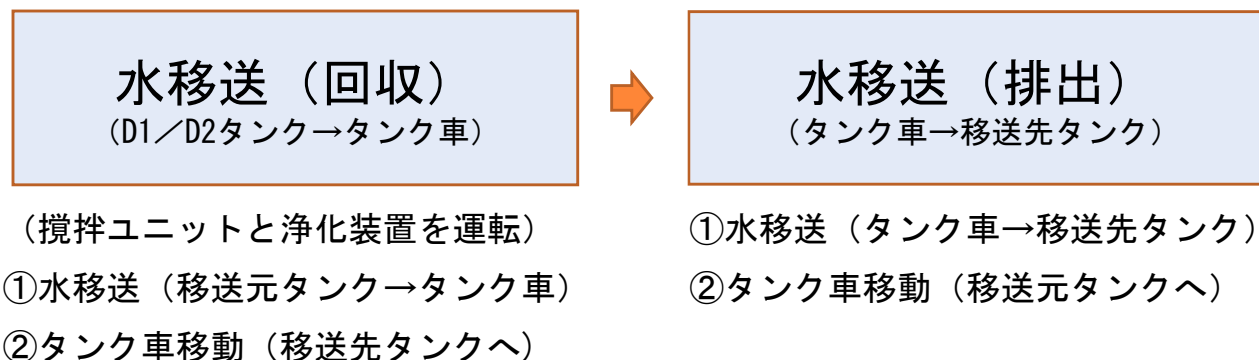 水移送（回収）
（D1／D2タンク→タンク車）
（撹拌ユニットと浄化装置を運転）
①水移送（移送元タンク→タンク車）
②タンク車移動（移送先タンクへ）
水移送（排出）
（タンク車→移送先タンク）
①水移送（タンク車→移送先タンク）
②タンク車移動（移送元タンクへ）